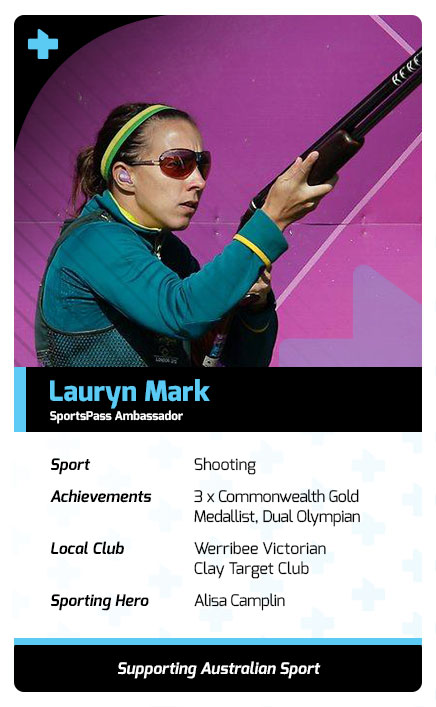 Lauryn Mark
SportsPass Ambassador
Sport Shooting
Achievements 3 x Commonwealth Gold
Medallist, Dual Olympian
Local Club Werribee Victorian
Clay Target Club
Sporting Hero Alisa Camplin
Supporting Australian Sport